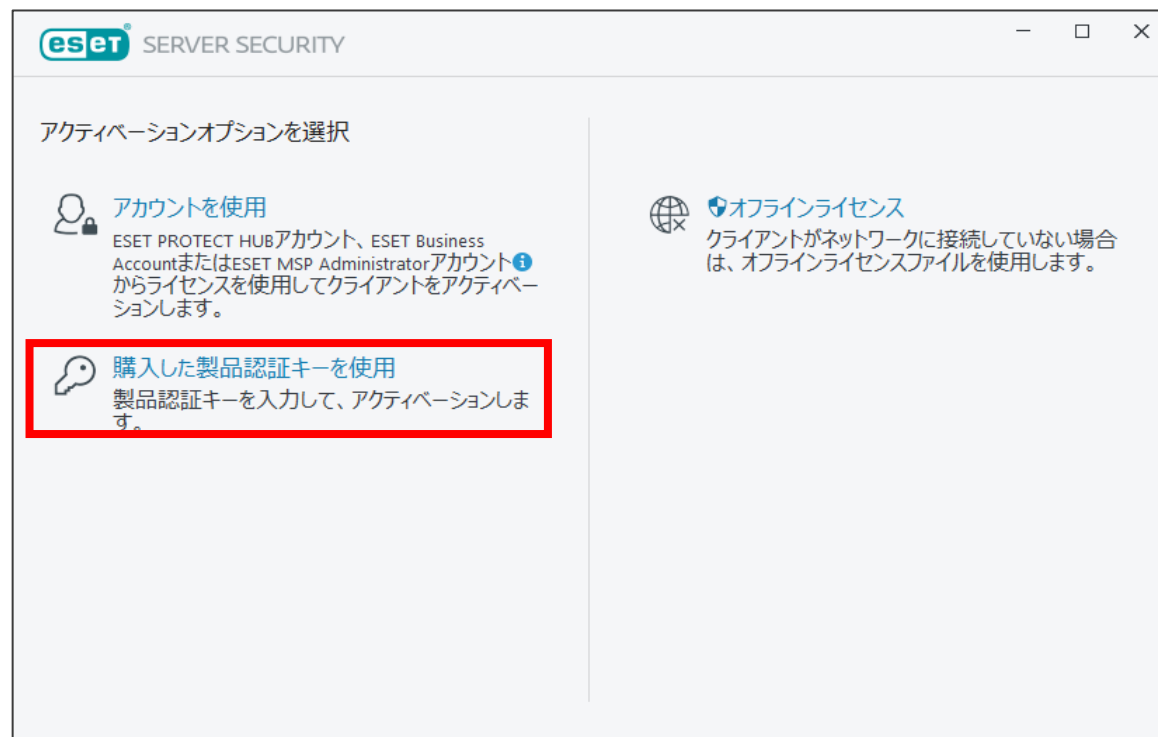 eset® SERVER SECURITY
アクティベーションオプションを選択
アカウントを使用
ESET PROTECT HUBアカウント、ESET Business
AccountまたはESET MSP Administratorアカウント
からライセンスを使用してクライアントをアクティベー
ションします。
購入した製品認証キーを使用
製品認証キーを入力して、アクティベーションしま
す。
オフラインライセンス
クライアントがネットワークに接続していない場合
は、オフラインライセンスファイルを使用します。